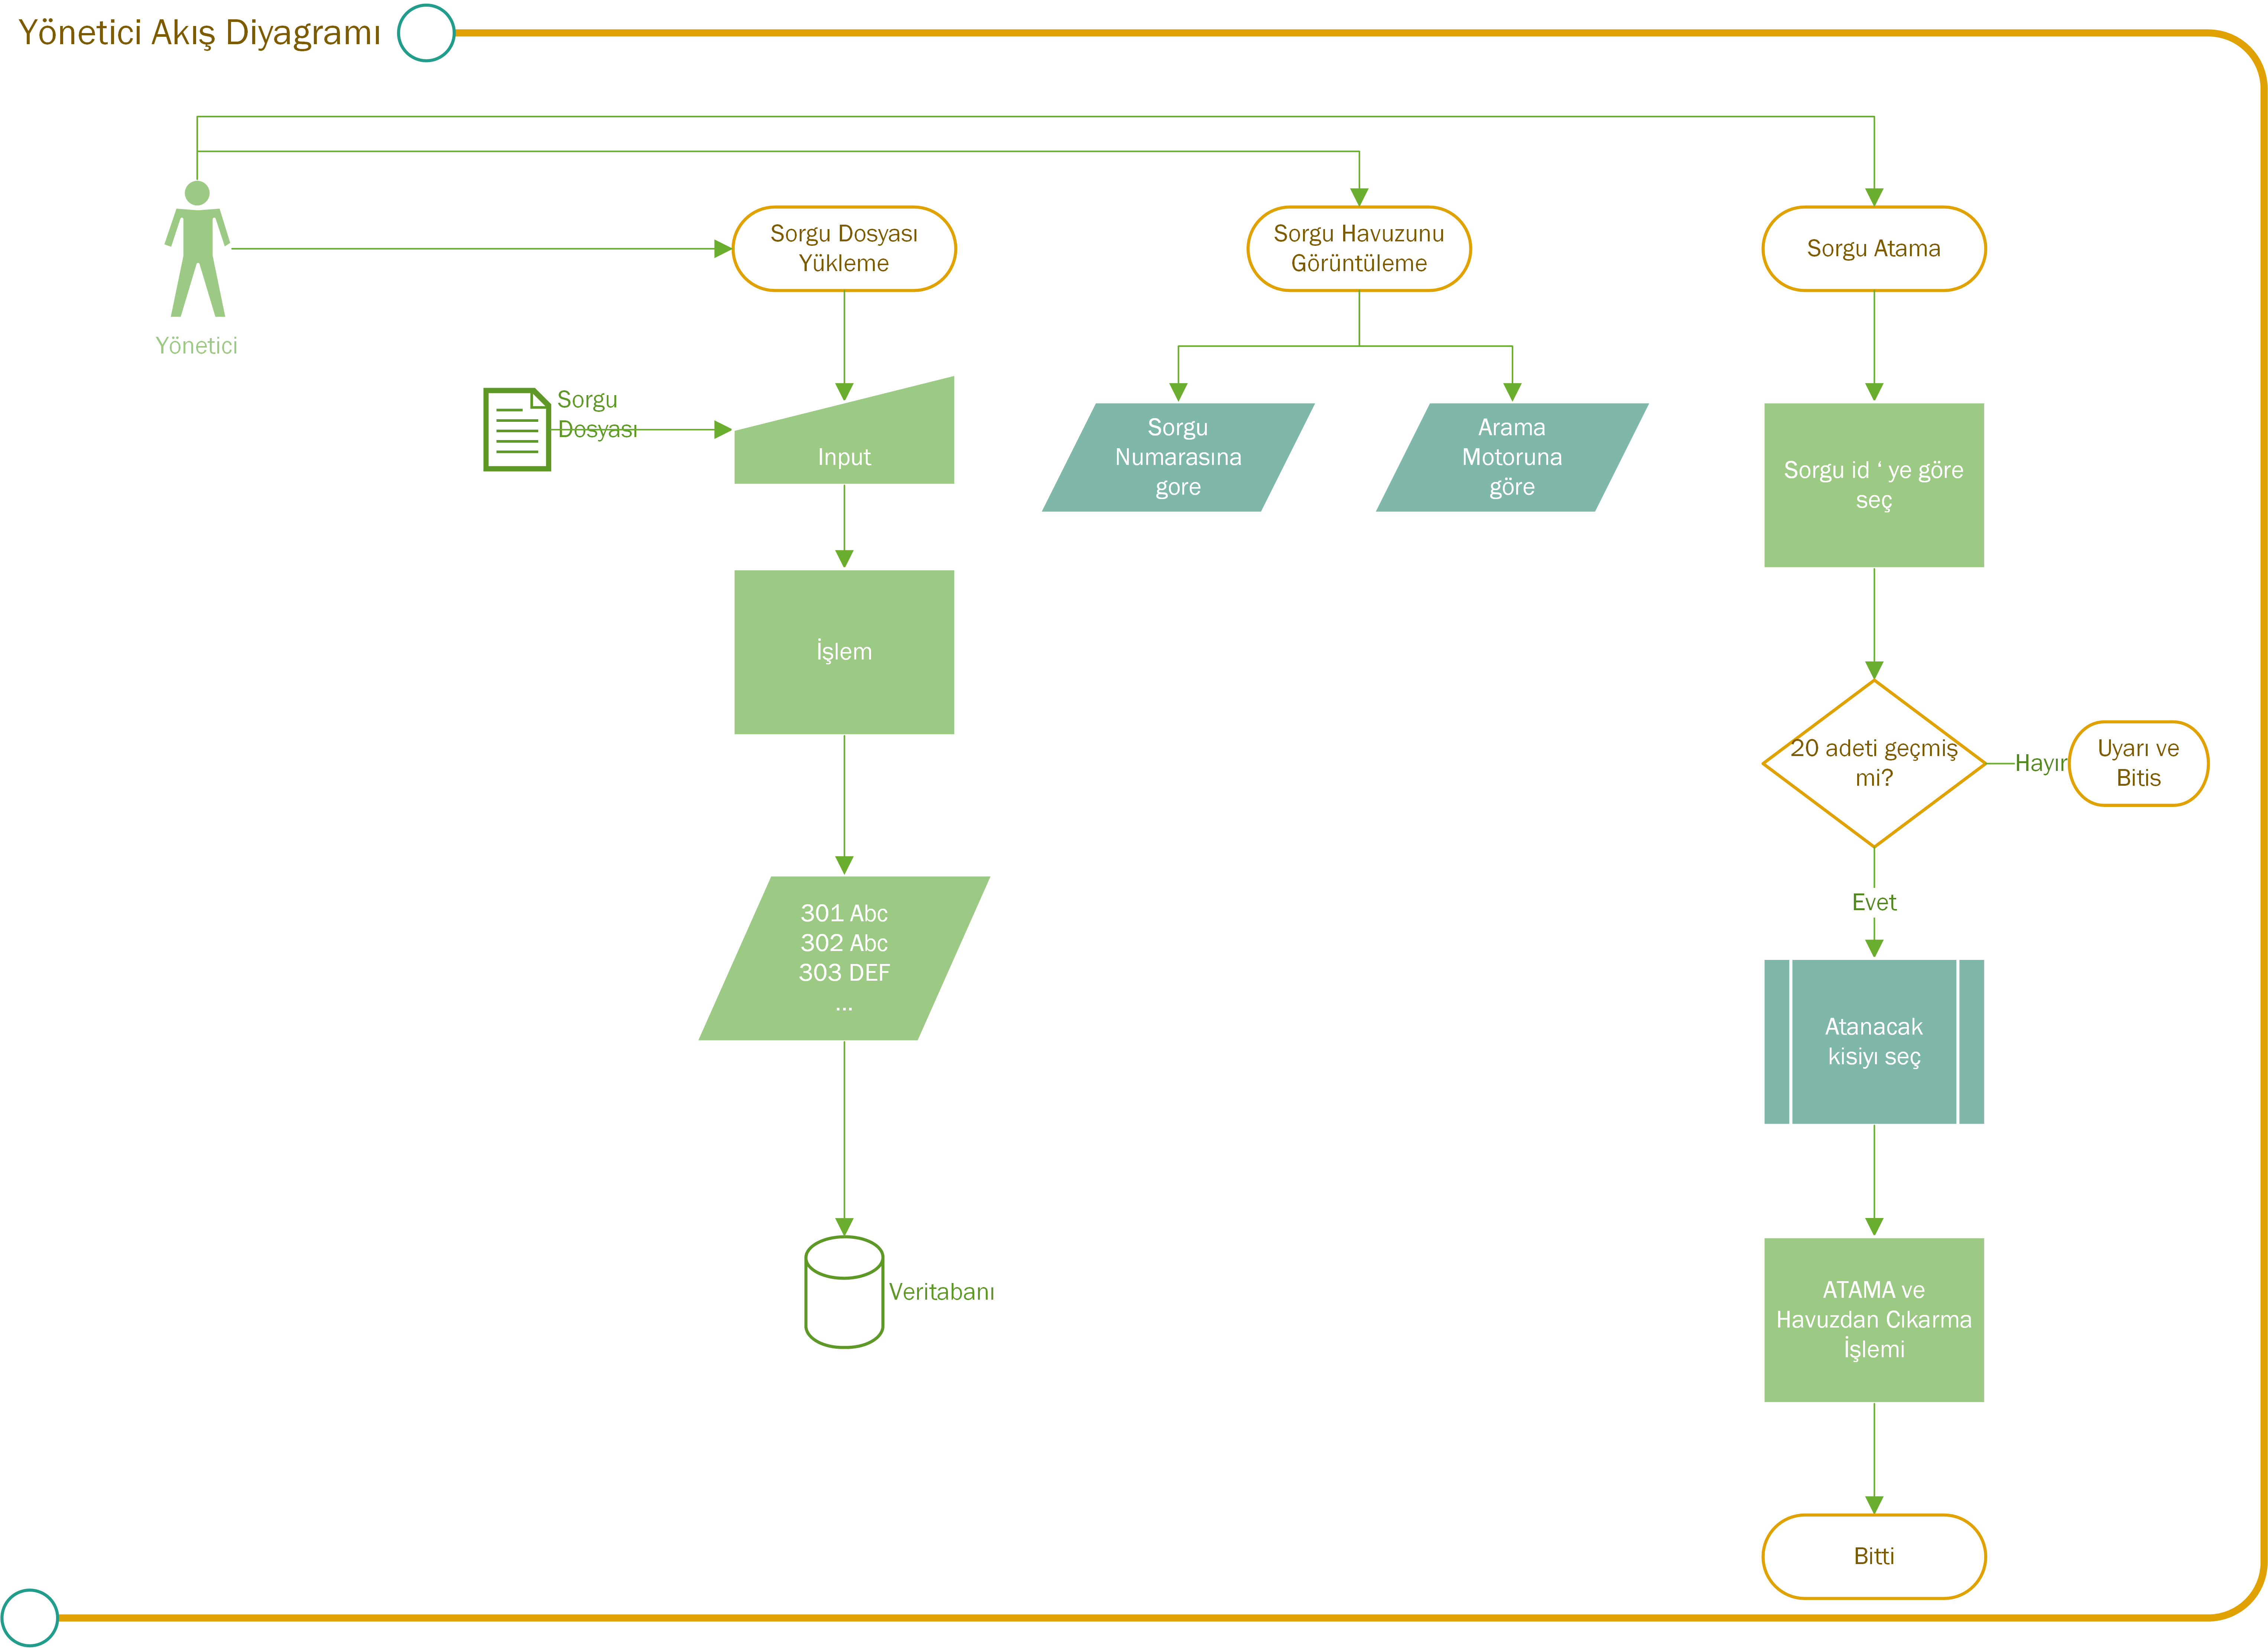 Yönetici Akış Diyagramı
Yönetici
Sorgu Dosyası
Yükleme
Sorgu
Dosyası
Input
İşlem
301 Abc
302 Abc
303 DEF
...
Veritabanı
Sorgu Havuzunu
Görüntüleme
Sorgu
Numarasına
gore
Arama
Motoruna
göre
Sorgu Atama
Sorgu id ‘ ye göre
seç
20 adeti geçmiş
mi?
Hayır
Uyarı ve
Bitis
Evet
Atanacak
kisiyı seç
ATAMA ve
Havuzdan Cıkarma
İşlemi
Bitti